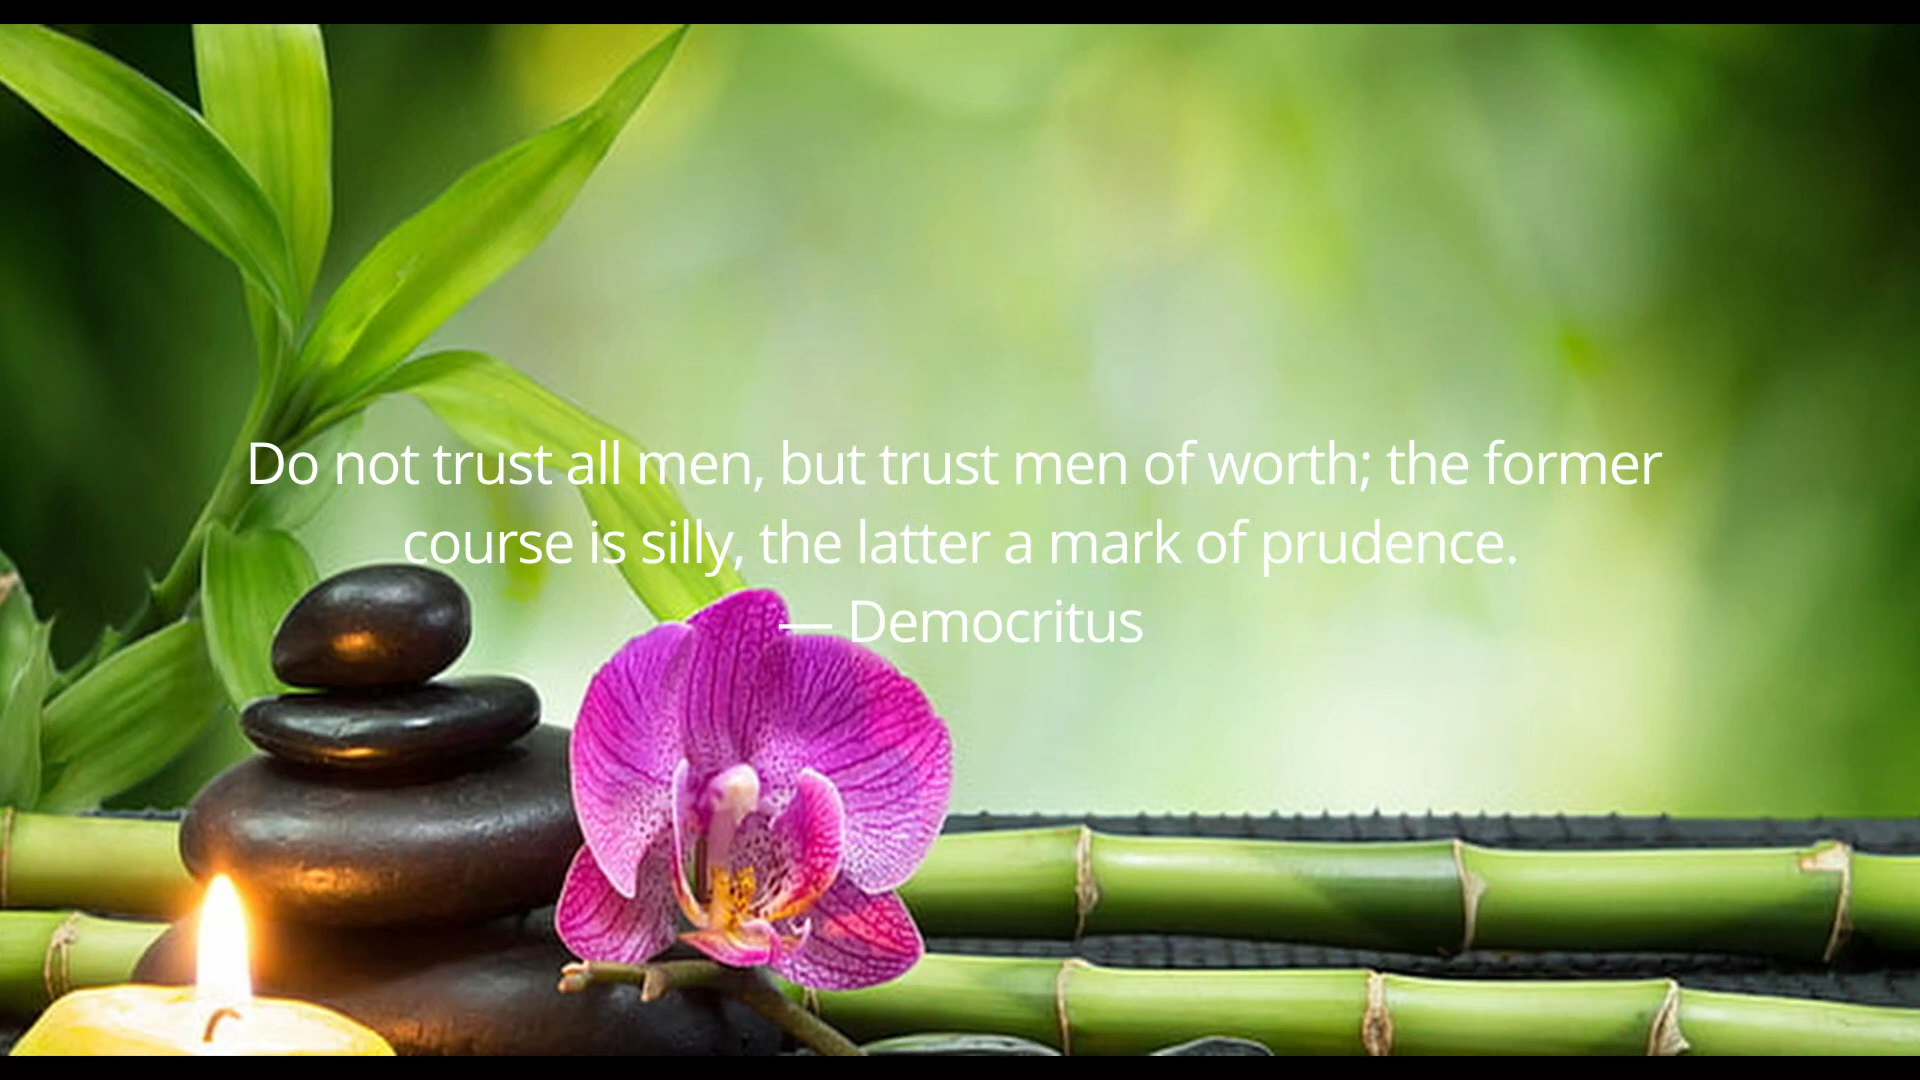 Do not trust all men, but trust men of worth; the former
course is silly, the latter a mark of prudence.
— Democritus